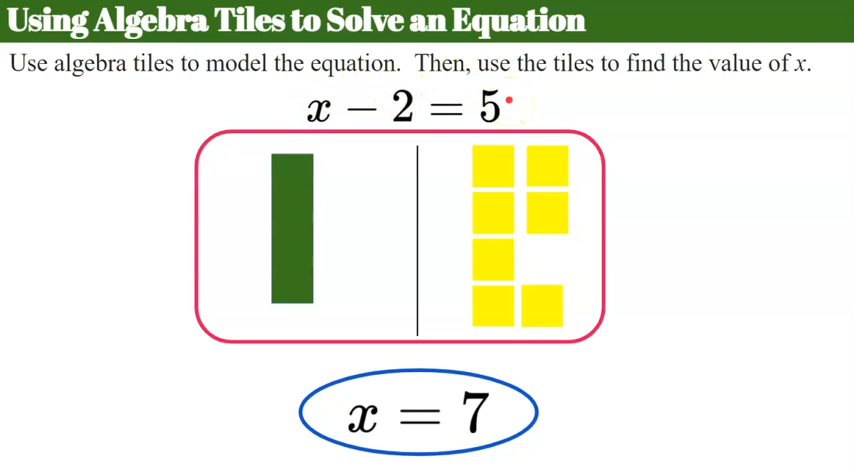 Using Algebra Tiles to Solve an Equation
Use algebra tiles to model the equation. Then, use the tiles to find the value of x.
x − 2 = 5
x = 7